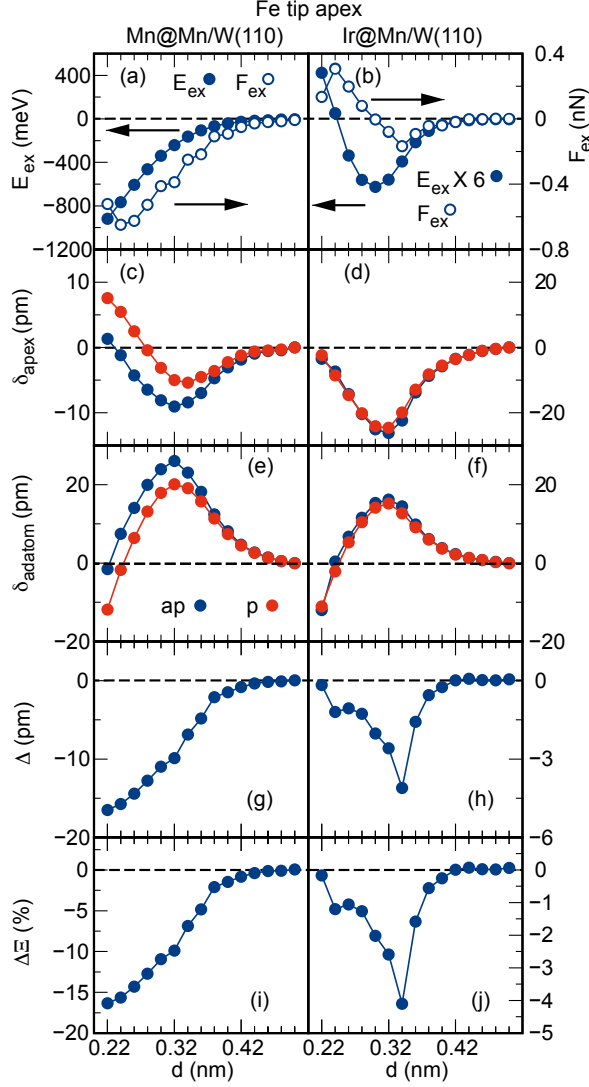 Fe tip apex
Mn@Mn/W(110) Ir@Mn/W(110)
(a) E_ex F_ex (b)
400 0 −400 −800 −1200
E_ex (meV)
0.4 0 −0.4 −0.8
F_ex (nN)
E_ex X 6
F_ex
(c) (d)
10 0 −10
δ_apex (pm)
20 0 −20
(e) (f)
20 0 −20
δ_adatom (pm)
20 0 −20
ap p
(g) (h)
0 −10 −20
Δ (pm)
0 −3 −6
(i) (j)
0 −5 −10 −15 −20
ΔΞ (%)
0 −1 −2 −3 −4 −5
0.22 0.32 0.42 0.22 0.32 0.42
d (nm) d (nm)